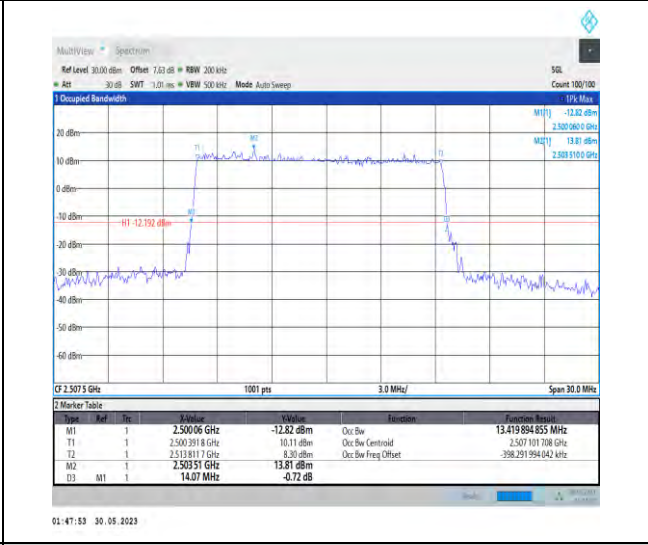 MultiView Spectrum
Ref Level 30.00 dBm Offset 7.63 dB RBW 200 kHz SGL
Att 30 dB SWT 1.01 ms VBW 500 kHz Mode Auto Sweep Count 100/100
1 Occupied Bandwidth 1Pk Max
M1[1] -12.82 dBm
2.500 060 0 GHz
M2[1] 13.81 dBm
2.503 510 0 GHz
20 dBm
T1 M2 T2
10 dBm
0 dBm
-10 dBm M1 D3
H1 -12.192 dBm
-20 dBm
-30 dBm
-40 dBm
-50 dBm
-60 dBm
CF 2.507 5 GHz 1001 pts 3.0 MHz/ Span 30.0 MHz
2 Marker Table
Type Ref Trc X-Value Y-Value Function Function Result
M1 1 2.500 06 GHz -12.82 dBm Occ Bw 13.419 894 855 MHz
T1 1 2.500 391 8 GHz 10.11 dBm Occ Bw Centroid 2.507 101 708 GHz
T2 1 2.513 811 7 GHz 8.30 dBm Occ Bw Freq Offset -398.291 994 042 kHz
M2 1 2.503 51 GHz 13.81 dBm
D3 M1 1 14.07 MHz -0.72 dB
01:47:53 30.05.2023